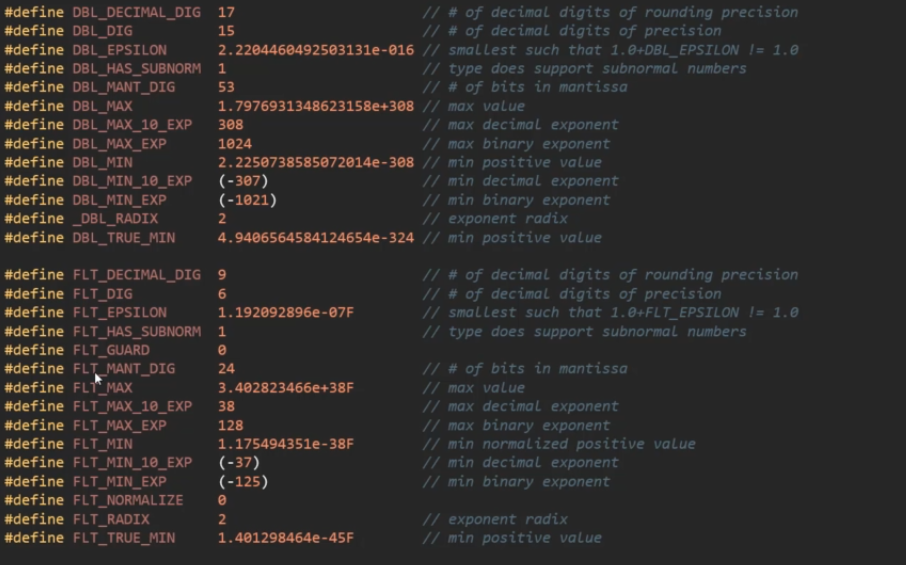 #define DBL_DECIMAL_DIG 17 // # of decimal digits of rounding precision
#define DBL_DIG 15 // # of decimal digits of precision
#define DBL_EPSILON 2.2204460492503131e-016 // smallest such that 1.0+DBL_EPSILON != 1.0
#define DBL_HAS_SUBNORM 1 // type does support subnormal numbers
#define DBL_MANT_DIG 53 // # of bits in mantissa
#define DBL_MAX 1.7976931348623158e+308 // max value
#define DBL_MAX_10_EXP 308 // max decimal exponent
#define DBL_MAX_EXP 1024 // max binary exponent
#define DBL_MIN 2.2250738585072014e-308 // min positive value
#define DBL_MIN_10_EXP (-307) // min decimal exponent
#define DBL_MIN_EXP (-1021) // min binary exponent
#define _DBL_RADIX 2 // exponent radix
#define DBL_TRUE_MIN 4.9406564584124654e-324 // min positive value
#define FLT_DECIMAL_DIG 9 // # of decimal digits of rounding precision
#define FLT_DIG 6 // # of decimal digits of precision
#define FLT_EPSILON 1.192092896e-07F // smallest such that 1.0+FLT_EPSILON != 1.0
#define FLT_HAS_SUBNORM 1 // type does support subnormal numbers
#define FLT_GUARD 0
#define FLT_MANT_DIG 24 // # of bits in mantissa
#define FLT_MAX 3.402823466e+38F // max value
#define FLT_MAX_10_EXP 38 // max decimal exponent
#define FLT_MAX_EXP 128 // max binary exponent
#define FLT_MIN 1.175494351e-38F // min normalized positive value
#define FLT_MIN_10_EXP (-37) // min decimal exponent
#define FLT_MIN_EXP (-125) // min binary exponent
#define FLT_NORMALIZE 0
#define FLT_RADIX 2 // exponent radix
#define FLT_TRUE_MIN 1.401298464e-45F // min positive value